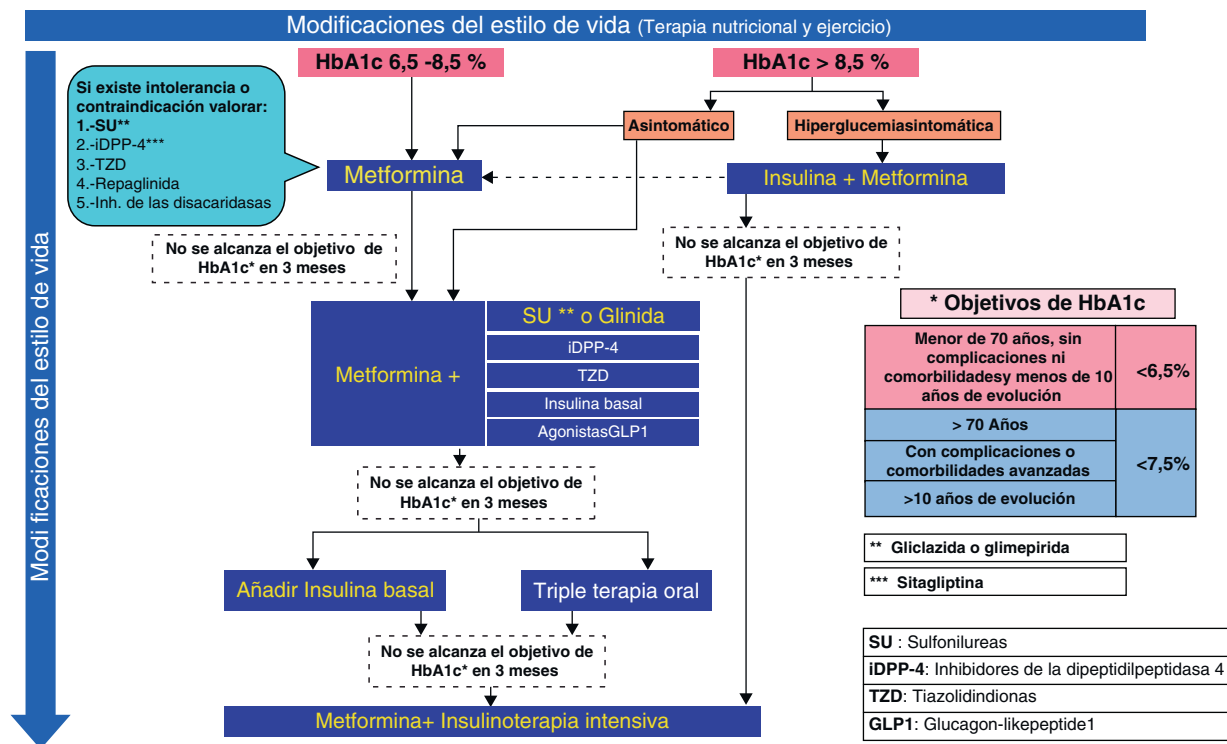 Modificaciones del estilo de vida (Terapia nutricional y ejercicio)
Modi ficaciones del estilo de vida
HbA1c 6,5 -8,5 %
HbA1c > 8,5 %
Si existe intolerancia o
contraindicación valorar:
1.-SU**
2.-iDPP-4***
3.-TZD
4.-Repaglinida
5.-Inh. de las disacaridasas
Asintomático
Hiperglucemiasintomática
Metformina
Insulina + Metformina
No se alcanza el objetivo de
HbA1c* en 3 meses
No se alcanza el objetivo de
HbA1c* en 3 meses
Metformina +
SU ** o Glinida
iDPP-4
TZD
Insulina basal
AgonistasGLP1
No se alcanza el objetivo de
HbA1c* en 3 meses
Añadir Insulina basal
Triple terapia oral
No se alcanza el objetivo de
HbA1c* en 3 meses
Metformina+ Insulinoterapia intensiva
* Objetivos de HbA1c
Menor de 70 años, sin
complicaciones ni
comorbilidadesy menos de 10
años de evolución
<6,5%
> 70 Años
Con complicaciones o
comorbilidades avanzadas
>10 años de evolución
<7,5%
** Gliclazida o glimepirida
*** Sitagliptina
SU : Sulfonilureas
iDPP-4: Inhibidores de la dipeptidilpeptidasa 4
TZD: Tiazolidindionas
GLP1: Glucagon-likepeptide1